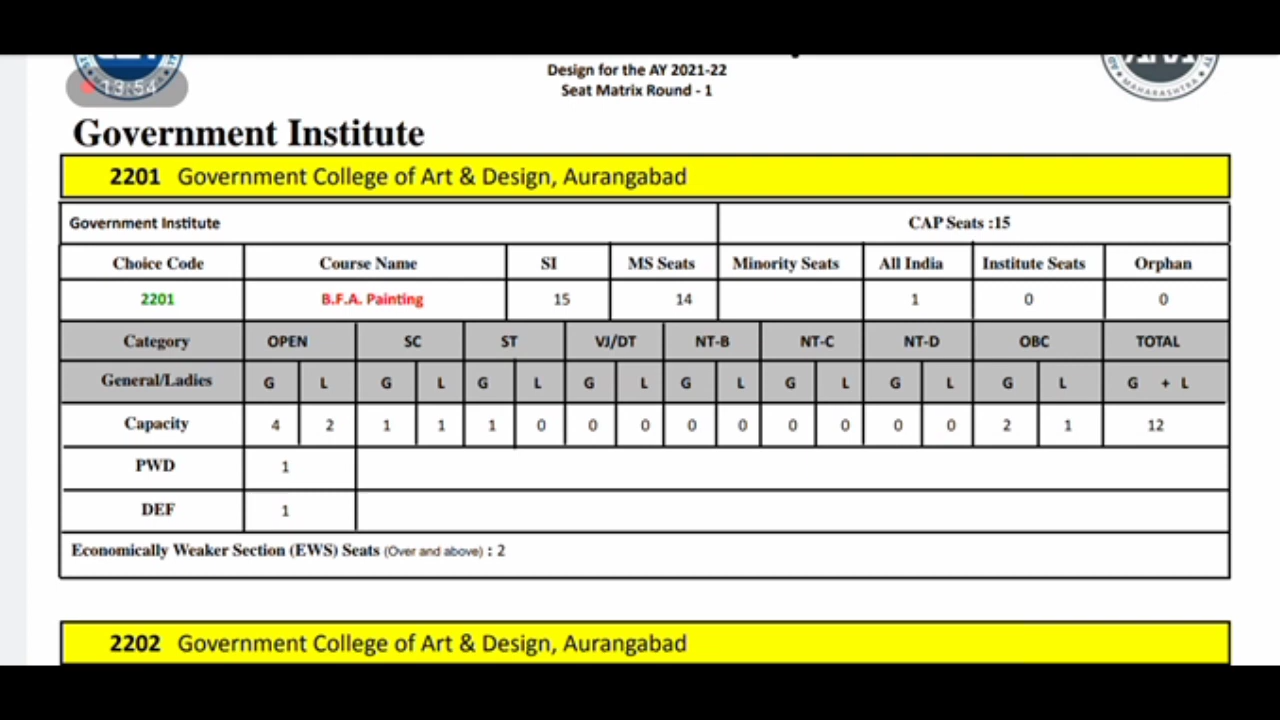 13:54
Design for the AY 2021-22
Seat Matrix Round - 1
MAHARASHTRA
Government Institute
2201 Government College of Art & Design, Aurangabad
Government Institute CAP Seats :15
Choice Code Course Name SI MS Seats Minority Seats All India Institute Seats Orphan
2201 B.F.A. Painting 15 14 1 0 0
Category OPEN SC ST VJ/DT NT-B NT-C NT-D OBC TOTAL
General/Ladies G L G L G L G L G L G L G L G L G + L
Capacity 4 2 1 1 1 0 0 0 0 0 0 0 0 0 2 1 12
PWD 1
DEF 1
Economically Weaker Section (EWS) Seats (Over and above) : 2
2202 Government College of Art & Design, Aurangabad